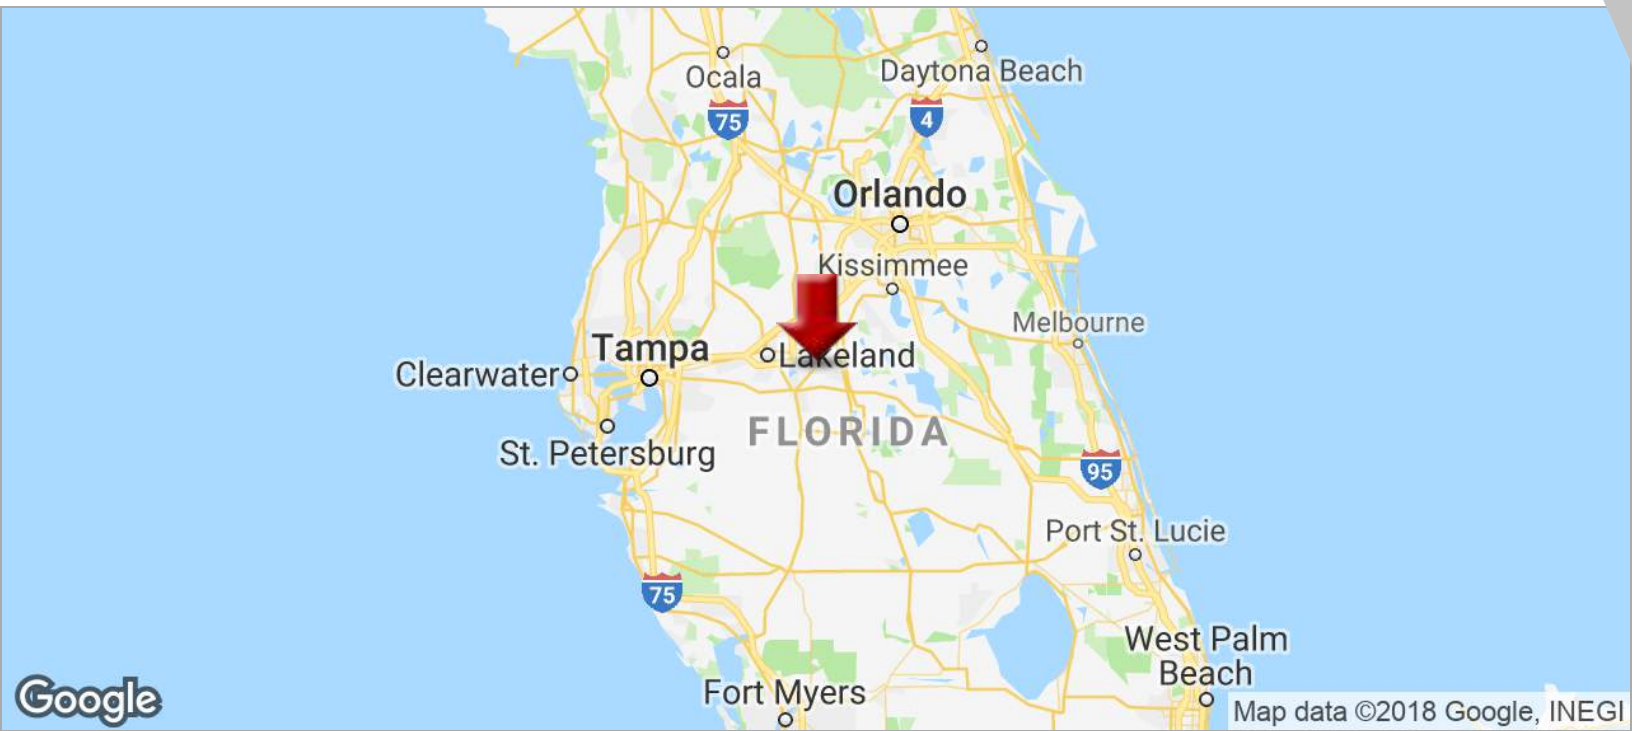 Ocala
Daytona Beach
75
4
Orlando
Kissimmee
Melbourne
Tampa
Lakeland
Clearwater
FLORIDA
St. Petersburg
95
Port St. Lucie
75
West Palm
Beach
Fort Myers
Google
Map data ©2018 Google, INEGI